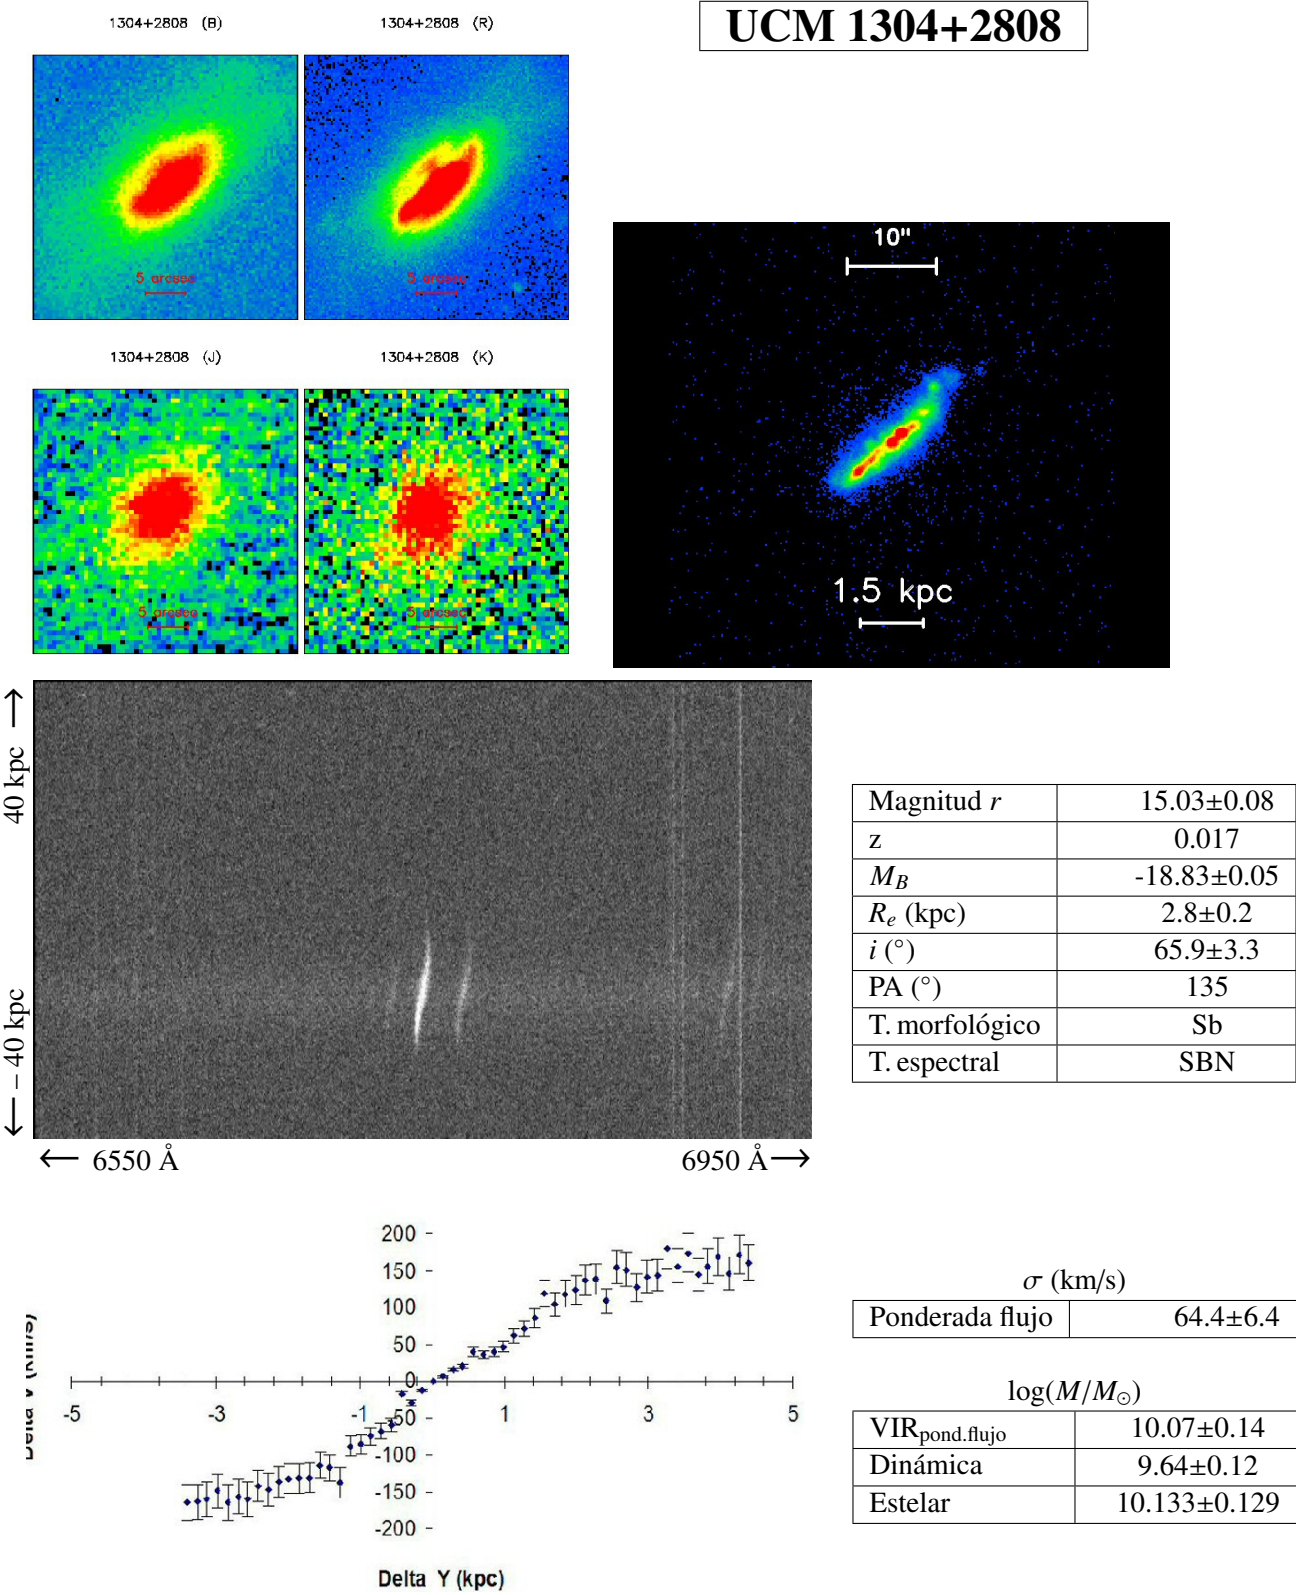 UCM 1304+2808
1304+2808 (B)
1304+2808 (R)
5 arcsec
5 arcsec
1304+2808 (J)
1304+2808 (K)
5 arcsec
5 arcsec
10"
1.5 kpc
← −40 kpc 40 kpc →
← 6550 Å 6950 Å →
Magnitud r 15.03±0.08
z 0.017
M_B -18.83±0.05
R_e (kpc) 2.8±0.2
i (°) 65.9±3.3
PA (°) 135
T. morfológico Sb
T. espectral SBN
200
150
100
50
0
-5 -3 -1 1 3 5
-50
-100
-150
-200
Delta V (km/s)
Delta Y (kpc)
σ (km/s)
Ponderada flujo 64.4±6.4
log(M/M⊙)
VIR pond.flujo 10.07±0.14
Dinámica 9.64±0.12
Estelar 10.133±0.129